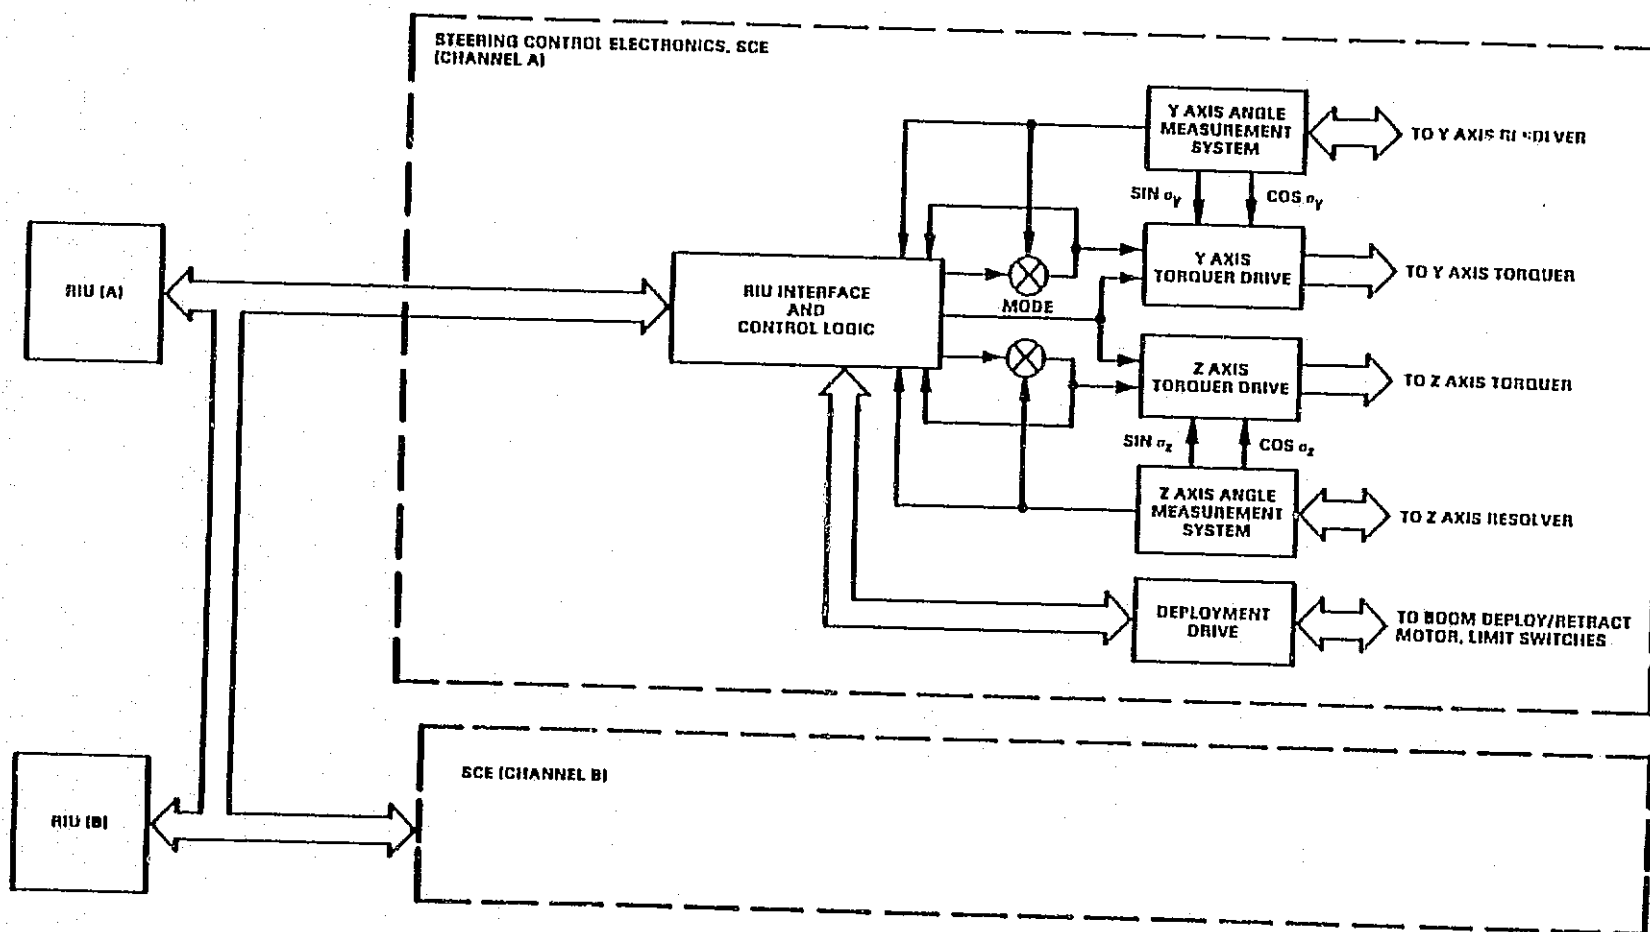 STEERING CONTROL ELECTRONICS, SCE
(CHANNEL A)
Y AXIS ANGLE
MEASUREMENT
SYSTEM
TO Y AXIS RESOLVER
SIN σY
COS σY
RIU (A)
RIU INTERFACE
AND
CONTROL LOGIC
MODE
Y AXIS
TORQUER DRIVE
TO Y AXIS TORQUER
Z AXIS
TORQUER DRIVE
TO Z AXIS TORQUER
SIN σz
COS σz
Z AXIS ANGLE
MEASUREMENT
SYSTEM
TO Z AXIS RESOLVER
DEPLOYMENT
DRIVE
TO BOOM DEPLOY/RETRACT
MOTOR, LIMIT SWITCHES
RIU (B)
SCE (CHANNEL B)